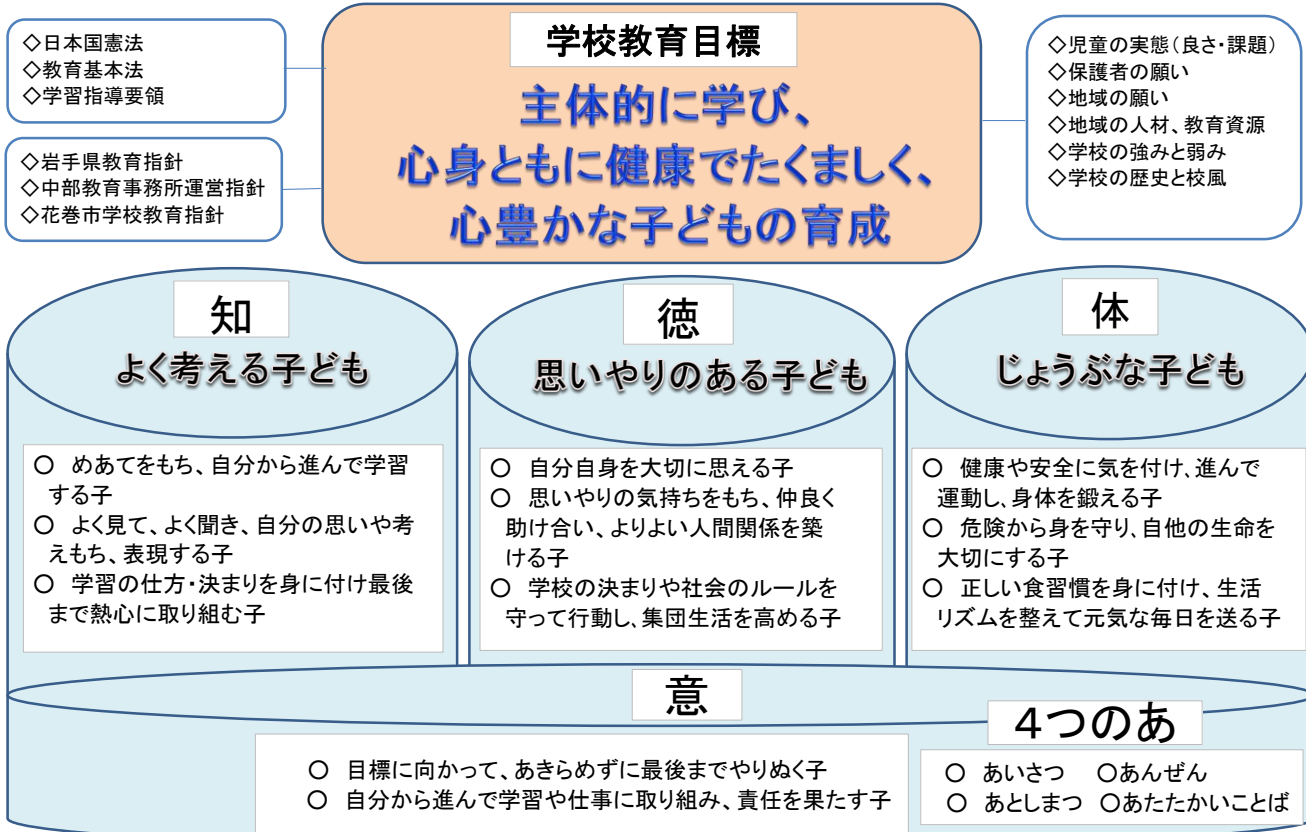 ◇日本国憲法
◇教育基本法
◇学習指導要領
◇岩手県教育指針
◇中部教育事務所運営指針
◇花巻市学校教育指針
学校教育目標
主体的に学び、
心身ともに健康でたくましく、
心豊かな子どもの育成
◇児童の実態(良さ・課題)
◇保護者の願い
◇地域の願い
◇地域の人材、教育資源
◇学校の強みと弱み
◇学校の歴史と校風
知
よく考える子ども
○ めあてをもち、自分から進んで学習
する子
○ よく見て、よく聞き、自分の思いや考
えもち、表現する子
○ 学習の仕方・決まりを身に付け最後
まで熱心に取り組む子
徳
思いやりのある子ども
○ 自分自身を大切に思える子
○ 思いやりの気持ちをもち、仲良く
助け合い、よりよい人間関係を築
ける子
○ 学校の決まりや社会のルールを
守って行動し、集団生活を高める子
体
じょうぶな子ども
○ 健康や安全に気を付け、進んで
運動し、身体を鍛える子
○ 危険から身を守り、自他の生命を
大切にする子
○ 正しい食習慣を身に付け、生活
リズムを整えて元気な毎日を送る子
意
○ 目標に向かって、あきらめずに最後までやりぬく子
○ 自分から進んで学習や仕事に取り組み、責任を果たす子
4つのあ
○ あいさつ ○あんぜん
○ あとしまつ ○あたたかいことば